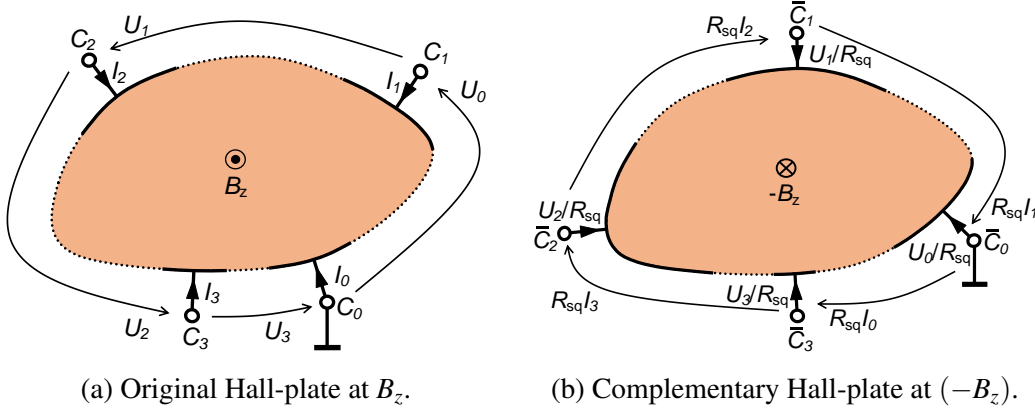 U1
C2
I2
C1
I1
U0
Bz
I3
I0
U2
C3
U3
C0
(a) Original Hall-plate at Bz.
C̅1
RsqI2
U1/Rsq
-Bz
U2/Rsq
C̅2
RsqI1
C̅0
U0/Rsq
U3/Rsq
RsqI3
RsqI0
C̅3
(b) Complementary Hall-plate at (−Bz).